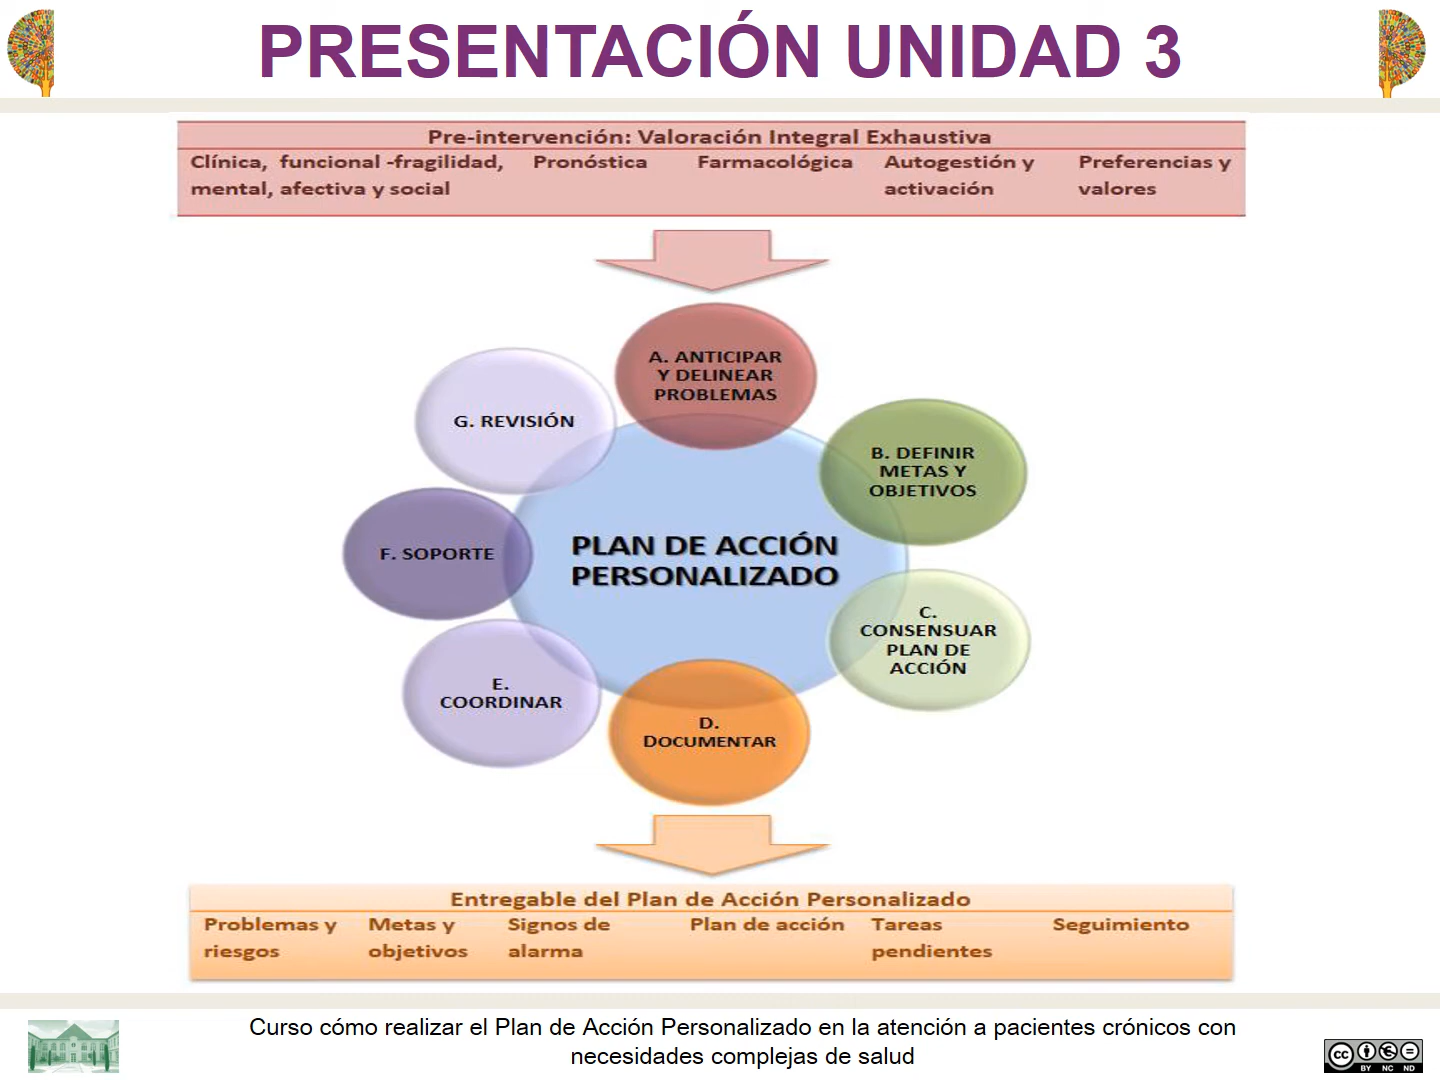 PRESENTACIÓN UNIDAD 3
Pre-intervención: Valoración Integral Exhaustiva
Clínica, funcional -fragilidad,
mental, afectiva y social
Pronóstica
Farmacológica
Autogestión y
activación
Preferencias y
valores
A. ANTICIPAR
Y DELINEAR
PROBLEMAS
B. DEFINIR
METAS Y
OBJETIVOS
C.
CONSENSUAR
PLAN DE
ACCIÓN
D.
DOCUMENTAR
E.
COORDINAR
F. SOPORTE
G. REVISIÓN
PLAN DE ACCIÓN
PERSONALIZADO
Entregable del Plan de Acción Personalizado
Problemas y
riesgos
Metas y
objetivos
Signos de
alarma
Plan de acción
Tareas
pendientes
Seguimiento
Curso cómo realizar el Plan de Acción Personalizado en la atención a pacientes crónicos con
necesidades complejas de salud
cc
BY NC ND